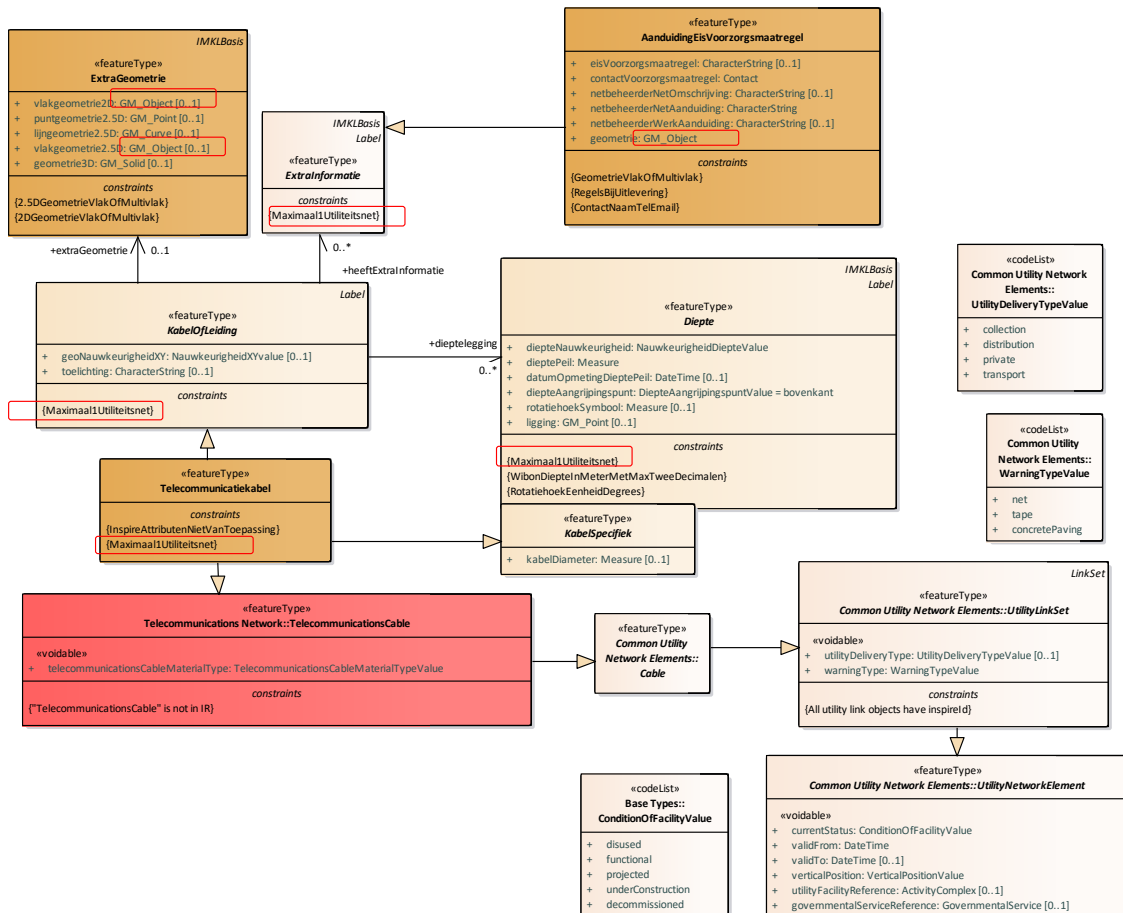 IMKLBasis
«featureType»
ExtraGeometrie
+ vlakgeometrie2D: GM_Object [0..1]
+ puntgeometrie2.5D: GM_Point [0..1]
+ lijngeometrie2.5D: GM_Curve [0..1]
+ vlakgeometrie2.5D: GM_Object [0..1]
+ geometrie3D: GM_Solid [0..1]
constraints
{2.5DGeometrieVlakOfMultivlak}
{2DGeometrieVlakOfMultivlak}
IMKLBasis
Label
«featureType»
ExtraInformatie
constraints
{Maximaal1Utiliteitsnet}
«featureType»
AanduidingEisVoorzorgsmaatregel
+ eisVoorzorgsmaatregel: CharacterString [0..1]
+ contactVoorzorgsmaatregel: Contact
+ netbeheerderNetOmschrijving: CharacterString [0..1]
+ netbeheerderNetAanduiding: CharacterString
+ netbeheerderWerkAanduiding: CharacterString [0..1]
+ geometrie: GM_Object
constraints
{GeometrieVlakOfMultivlak}
{RegelsBijUitlevering}
{ContactNaamTelEmail}
+extraGeometrie 0..1
0..*
+heeftExtraInformatie
Label
«featureType»
KabelOfLeiding
+ geoNauwkeurigheidXY: NauwkeurigheidXYvalue [0..1]
+ toelichting: CharacterString [0..1]
constraints
{Maximaal1Utiliteitsnet}
+dieptelegging
0..*
IMKLBasis
Label
«featureType»
Diepte
+ diepteNauwkeurigheid: NauwkeurigheidDiepteValue
+ dieptePeil: Measure
+ datumOpmetingDieptePeil: DateTime [0..1]
+ diepteAangrijpingspunt: DiepteAangrijpingspuntValue = bovenkant
+ rotatiehoekSymbool: Measure [0..1]
+ ligging: GM_Point [0..1]
constraints
{Maximaal1Utiliteitsnet}
{WibonDiepteInMeterMetMaxTweeDecimalen}
{RotatiehoekEenheidDegrees}
«codeList»
Common Utility Network
Elements::
UtilityDeliveryTypeValue
+ collection
+ distribution
+ private
+ transport
«codeList»
Common Utility
Network Elements::
WarningTypeValue
+ net
+ tape
+ concretePaving
«featureType»
Telecommunicatiekabel
constraints
{InspireAttributenNietVanToepassing}
{Maximaal1Utiliteitsnet}
«featureType»
KabelSpecifiek
+ kabelDiameter: Measure [0..1]
«featureType»
Telecommunications Network::TelecommunicationsCable
«voidable»
+ telecommunicationsCableMaterialType: TelecommunicationsCableMaterialTypeValue
constraints
{"TelecommunicationsCable" is not in IR}
«featureType»
Common Utility
Network Elements::
Cable
LinkSet
«featureType»
Common Utility Network Elements::UtilityLinkSet
«voidable»
+ utilityDeliveryType: UtilityDeliveryTypeValue [0..1]
+ warningType: WarningTypeValue
constraints
{All utility link objects have inspireId}
«codeList»
Base Types::
ConditionOfFacilityValue
+ disused
+ functional
+ projected
+ underConstruction
+ decommissioned
«featureType»
Common Utility Network Elements::UtilityNetworkElement
«voidable»
+ currentStatus: ConditionOfFacilityValue
+ validFrom: DateTime
+ validTo: DateTime [0..1]
+ verticalPosition: VerticalPositionValue
+ utilityFacilityReference: ActivityComplex [0..1]
+ governmentalServiceReference: GovernmentalService [0..1]